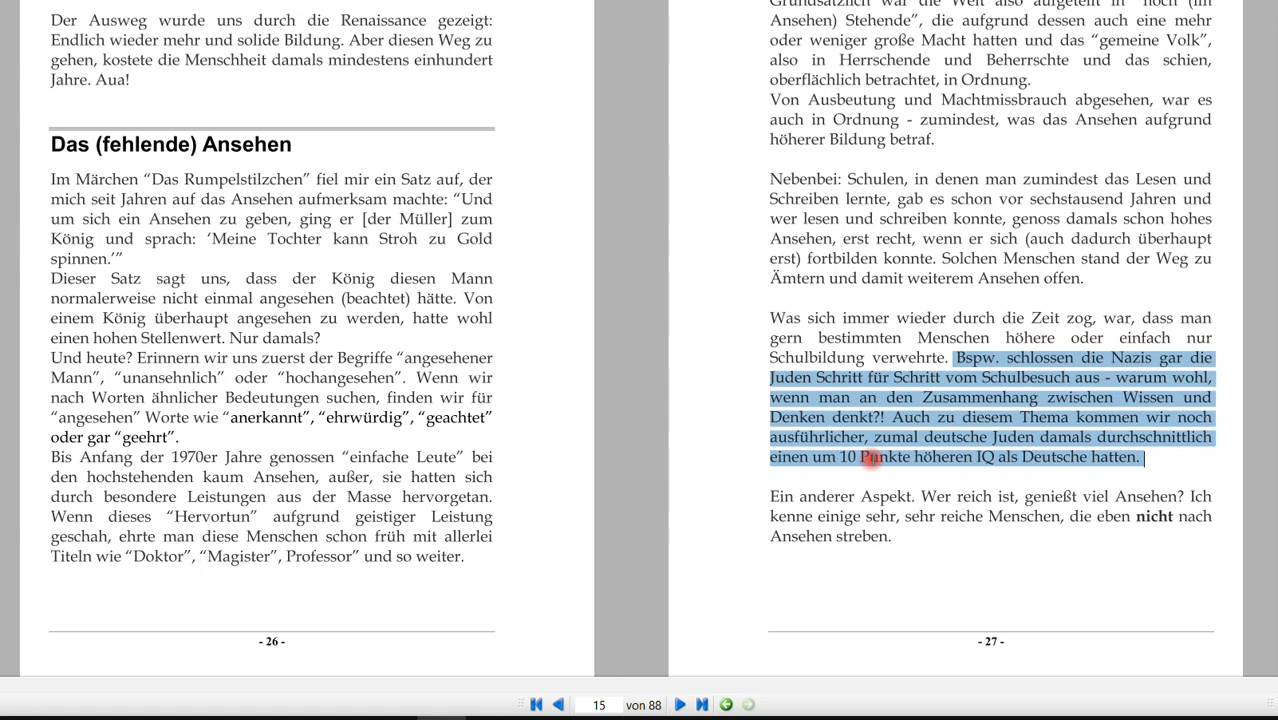 Der Ausweg wurde uns durch die Renaissance gezeigt:
Endlich wieder mehr und solide Bildung. Aber diesen Weg zu
gehen, kostete die Menschheit damals mindestens einhundert
Jahre. Aua!
Das (fehlende) Ansehen
Im Märchen “Das Rumpelstilzchen” fiel mir ein Satz auf, der
mich seit Jahren auf das Ansehen aufmerksam machte: “Und
um sich ein Ansehen zu geben, ging er [der Müller] zum
König und sprach: ‘Meine Tochter kann Stroh zu Gold
spinnen.’”
Dieser Satz sagt uns, dass der König diesen Mann
normalerweise nicht einmal angesehen (beachtet) hätte. Von
einem König überhaupt angesehen zu werden, hatte wohl
einen hohen Stellenwert. Nur damals?
Und heute? Erinnern wir uns zuerst der Begriffe “angesehener
Mann”, “unansehnlich” oder “hochangesehen”. Wenn wir
nach Worten ähnlicher Bedeutungen suchen, finden wir für
“angesehen” Worte wie “anerkannt”, “ehrwürdig”, “geachtet”
oder gar “geehrt”.
Bis Anfang der 1970er Jahre genossen “einfache Leute” bei
den hochstehenden kaum Ansehen, außer, sie hatten sich
durch besondere Leistungen aus der Masse hervorgetan.
Wenn dieses “Hervortun” aufgrund geistiger Leistung
geschah, ehrte man diese Menschen schon früh mit allerlei
Titeln wie “Doktor”, “Magister”, Professor” und so weiter.
- 26 -
Grundsätzlich war die Welt also aufgeteilt in “hoch (im
Ansehen) Stehende”, die aufgrund dessen auch eine mehr
oder weniger große Macht hatten und das “gemeine Volk”,
also in Herrschende und Beherrschte und das schien,
oberflächlich betrachtet, in Ordnung.
Von Ausbeutung und Machtmissbrauch abgesehen, war es
auch in Ordnung - zumindest, was das Ansehen aufgrund
höherer Bildung betraf.
Nebenbei: Schulen, in denen man zumindest das Lesen und
Schreiben lernte, gab es schon vor sechstausend Jahren und
wer lesen und schreiben konnte, genoss damals schon hohes
Ansehen, erst recht, wenn er sich (auch dadurch überhaupt
erst) fortbilden konnte. Solchen Menschen stand der Weg zu
Ämtern und damit weiterem Ansehen offen.
Was sich immer wieder durch die Zeit zog, war, dass man
gern bestimmten Menschen höhere oder einfach nur
Schulbildung verwehrte. Bspw. schlossen die Nazis gar die
Juden Schritt für Schritt vom Schulbesuch aus - warum wohl,
wenn man an den Zusammenhang zwischen Wissen und
Denken denkt?! Auch zu diesem Thema kommen wir noch
ausführlicher, zumal deutsche Juden damals durchschnittlich
einen um 10 Punkte höheren IQ als Deutsche hatten.
Ein anderer Aspekt. Wer reich ist, genießt viel Ansehen? Ich
kenne einige sehr, sehr reiche Menschen, die eben nicht nach
Ansehen streben.
- 27 -
15 von 88